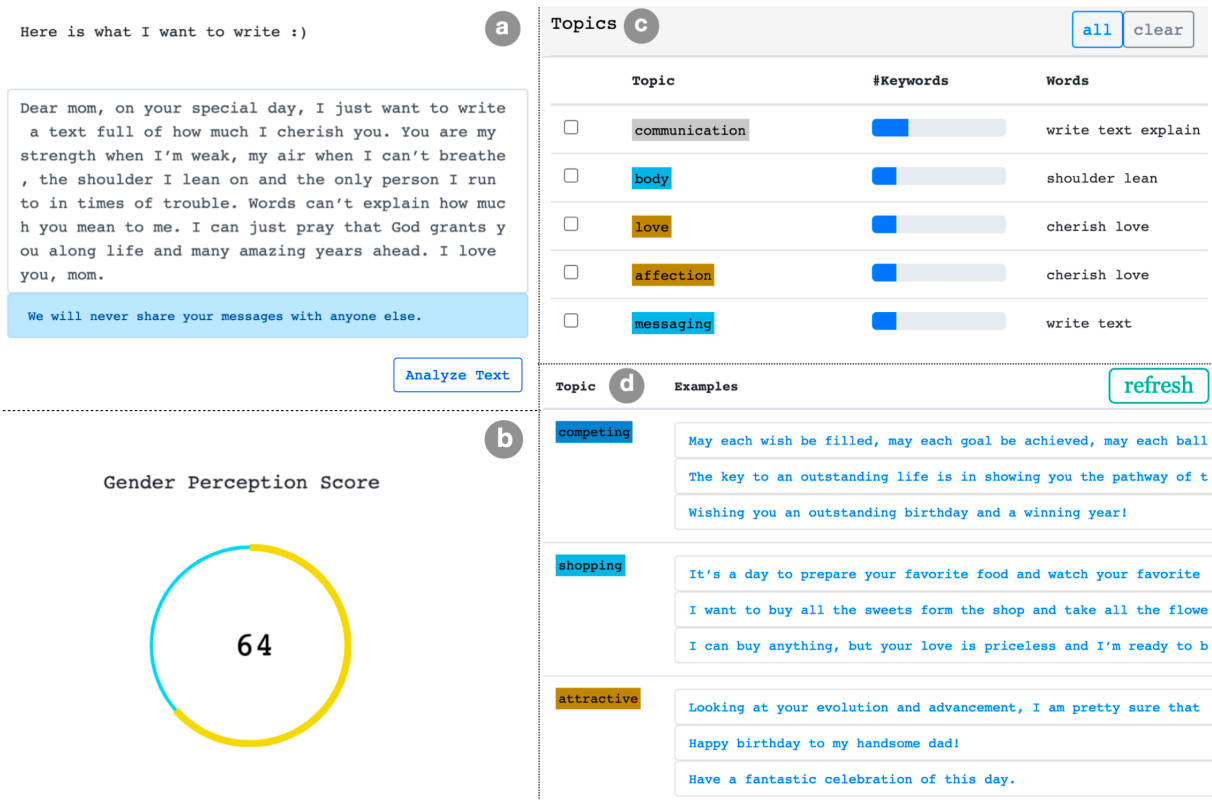 Here is what I want to write :)
a
Dear mom, on your special day, I just want to write
a text full of how much I cherish you. You are my
strength when I'm weak, my air when I can't breathe
, the shoulder I lean on and the only person I run
to in times of trouble. Words can't explain how muc
h you mean to me. I can just pray that God grants y
ou along life and many amazing years ahead. I love
you, mom.
We will never share your messages with anyone else.
Analyze Text
b
Gender Perception Score
64
Topics c
all clear
Topic #Keywords Words
communication write text explain
body shoulder lean
love cherish love
affection cherish love
messaging write text
Topic d Examples refresh
competing
May each wish be filled, may each goal be achieved, may each ball
The key to an outstanding life is in showing you the pathway of t
Wishing you an outstanding birthday and a winning year!
shopping
It's a day to prepare your favorite food and watch your favorite
I want to buy all the sweets form the shop and take all the flowe
I can buy anything, but your love is priceless and I'm ready to b
attractive
Looking at your evolution and advancement, I am pretty sure that
Happy birthday to my handsome dad!
Have a fantastic celebration of this day.